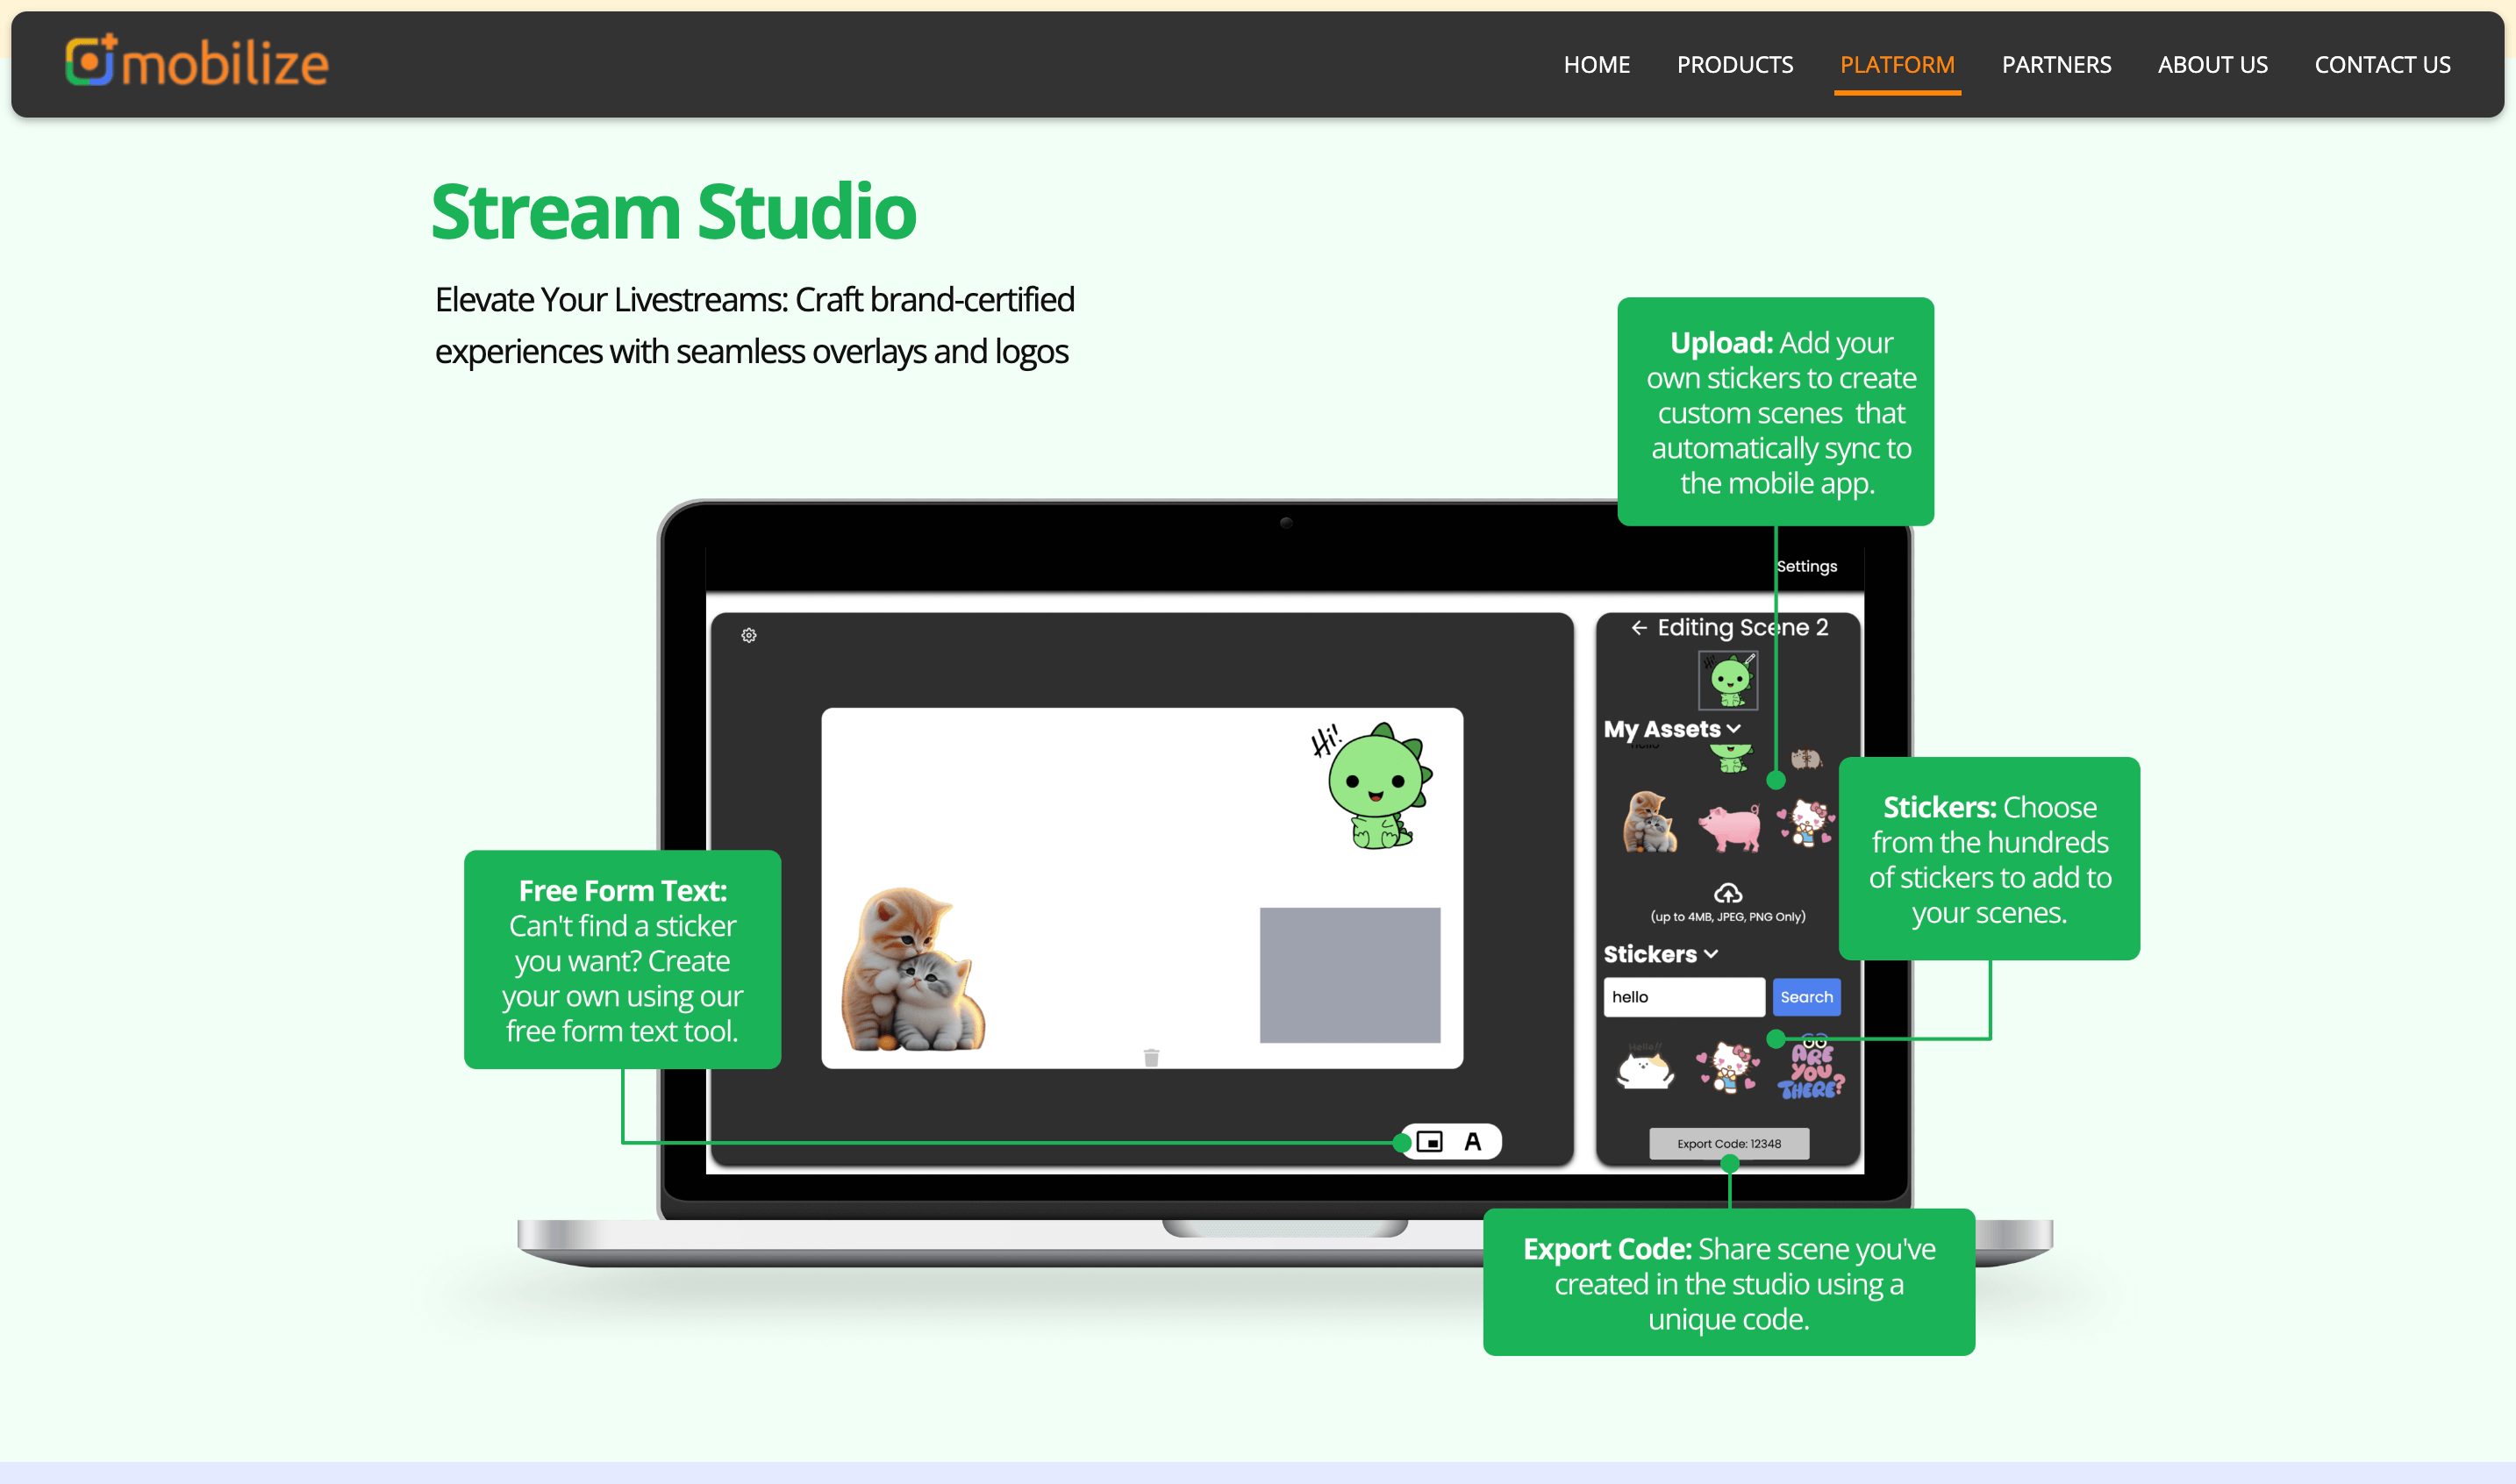 mobilize
HOME PRODUCTS PLATFORM PARTNERS ABOUT US CONTACT US
Stream Studio
Elevate Your Livestreams: Craft brand-certified
experiences with seamless overlays and logos
Upload: Add your
own stickers to create
custom scenes that
automatically sync to
the mobile app.
Settings
Editing Scene 2
Hi!
My Assets
Hello
Hi!
Stickers: Choose
from the hundreds
of stickers to add to
your scenes.
Free Form Text:
Can't find a sticker
you want? Create
your own using our
free form text tool.
(up to 4MB, JPEG, PNG Only)
Stickers
hello
Search
Hello!!
ARE
YOU
THERE?
A
Export Code: 12348
Export Code: Share scene you've
created in the studio using a
unique code.